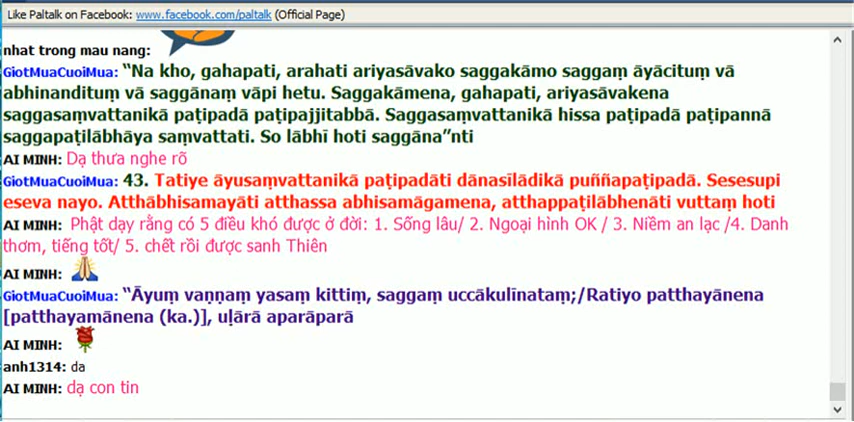 Like Paltalk on Facebook: www.facebook.com/paltalk (Official Page)
nhat trong mau nang:
GiotMuaCuoiMua: “Na kho, gahapati, arahati ariyasāvako saggakāmo saggaṃ āyācituṃ vā
abhinandituṃ vā saggānaṃ vāpi hetu. Saggakāmena, gahapati, ariyasāvakena
saggasaṃvattanikā paṭipadā paṭipajjitabbā. Saggasaṃvattanikā hissa paṭipadā paṭipannā
saggapaṭilābhāya saṃvattati. So lābhī hoti saggāna”nti
AI MINH: Dạ thưa nghe rõ
GiotMuaCuoiMua: 43. Tatiye āyusaṃvattanikā paṭipadāti dānasīlādikā puññapaṭipadā. Sesesupi
eseva nayo. Atthābhisamayāti atthassa abhisamāgamena, atthappaṭilābhenāti vuttaṃ hoti
AI MINH: Phật dạy rằng có 5 điều khó được ở đời: 1. Sống lâu/ 2. Ngoại hình OK / 3. Niềm an lạc /4. Danh
thơm, tiếng tốt/ 5. chết rồi được sanh Thiên
AI MINH:
GiotMuaCuoiMua: “Āyuṃ vaṇṇaṃ yasaṃ kittiṃ, saggaṃ uccākulīnataṃ;/Ratiyo patthayānena
[patthayamānena (ka.)], uḷārā aparāparā
AI MINH:
anh1314: da
AI MINH: dạ con tin